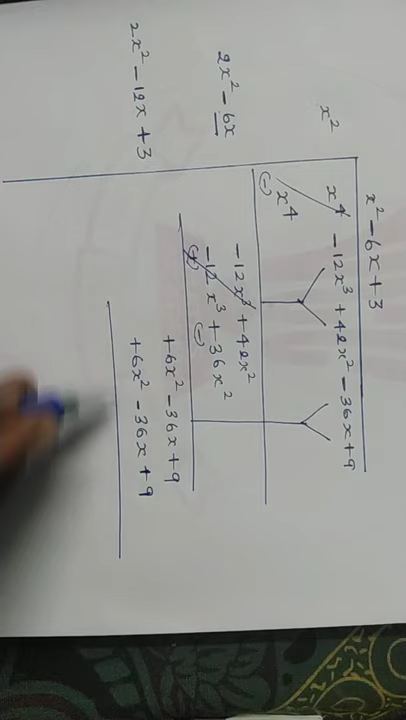 x² - 6x + 3
x² x⁴ - 12x³ + 42x² - 36x + 9
(-) x⁴
2x² - 6x -12x³ + 42x²
-12x³ + 36x²
(+) (-)
+6x² - 36x + 9
2x² - 12x + 3 +6x² - 36x + 9